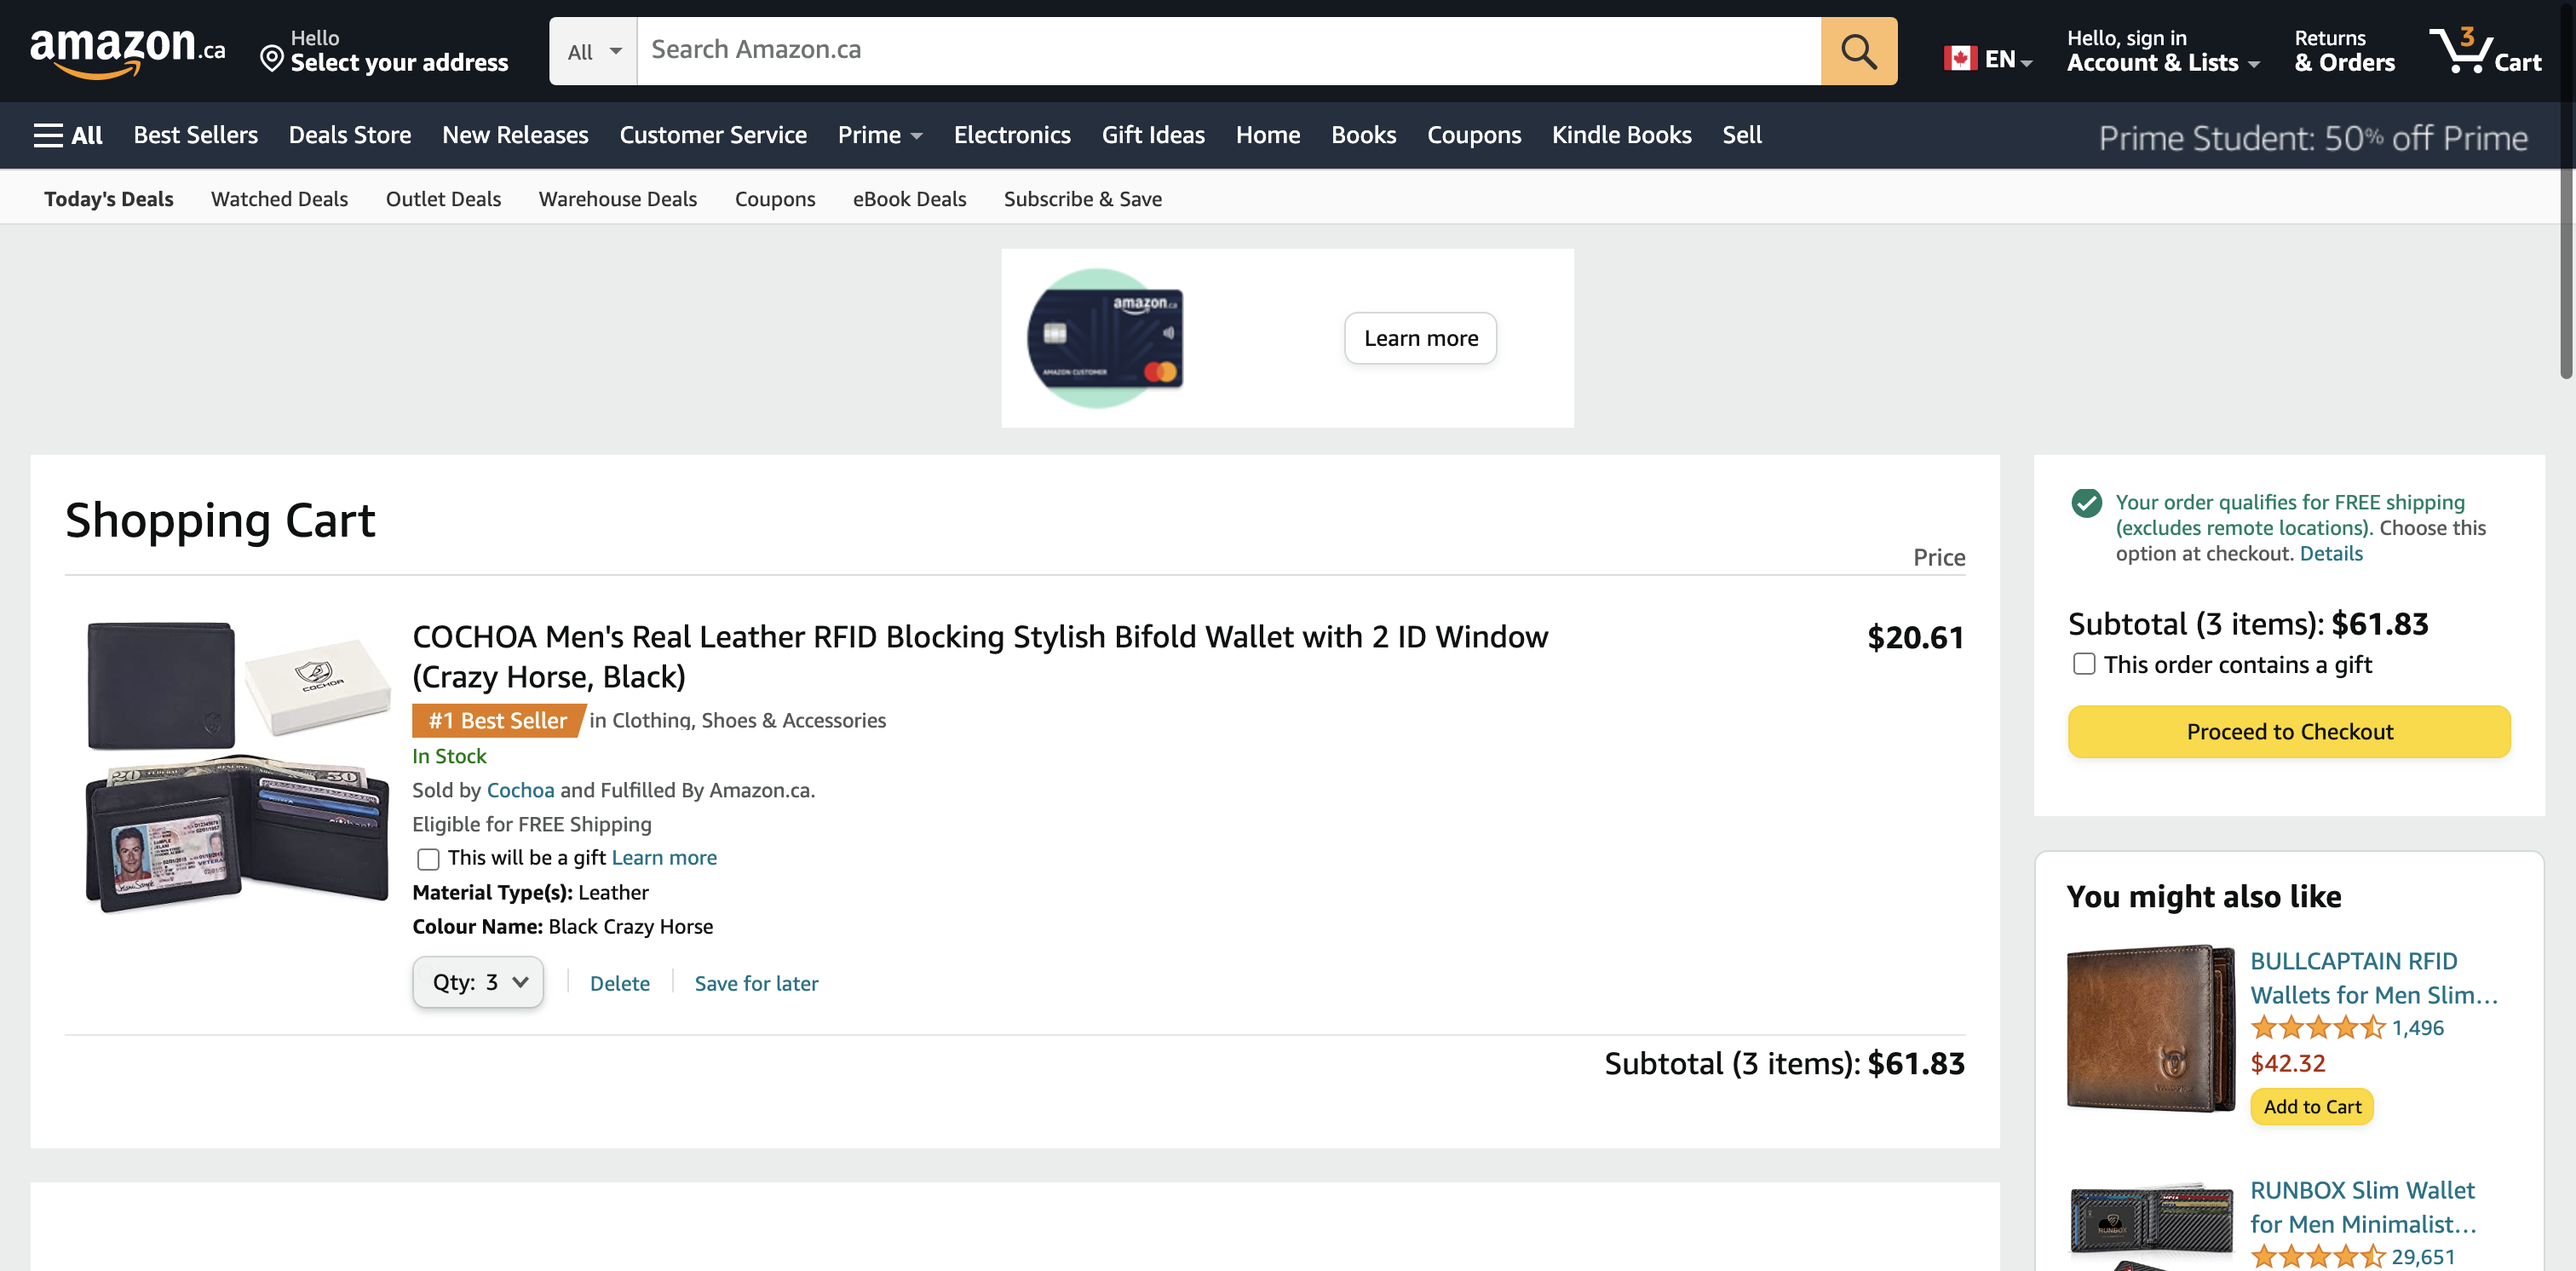 amazon.ca
Hello
Select your address
All
Search Amazon.ca
EN
Hello, sign in
Account & Lists
Returns
& Orders
3
Cart
All
Best Sellers
Deals Store
New Releases
Customer Service
Prime
Electronics
Gift Ideas
Home
Books
Coupons
Kindle Books
Sell
Prime Student: 50% off Prime
Today's Deals
Watched Deals
Outlet Deals
Warehouse Deals
Coupons
eBook Deals
Subscribe & Save
amazon.ca
AMAZON CUSTOMER
Learn more
Shopping Cart
Price
COCHOA
20
50
COCHOA Men's Real Leather RFID Blocking Stylish Bifold Wallet with 2 ID Window
(Crazy Horse, Black)
$20.61
#1 Best Seller in Clothing, Shoes & Accessories
In Stock
Sold by Cochoa and Fulfilled By Amazon.ca.
Eligible for FREE Shipping
This will be a gift Learn more
Material Type(s): Leather
Colour Name: Black Crazy Horse
Qty: 3
Delete
Save for later
Subtotal (3 items): $61.83
Your order qualifies for FREE shipping
(excludes remote locations). Choose this
option at checkout. Details
Subtotal (3 items): $61.83
This order contains a gift
Proceed to Checkout
You might also like
BULLCAPTAIN RFID
Wallets for Men Slim…
1,496
$42.32
Add to Cart
RUNBOX
RUNBOX Slim Wallet
for Men Minimalist…
29,651